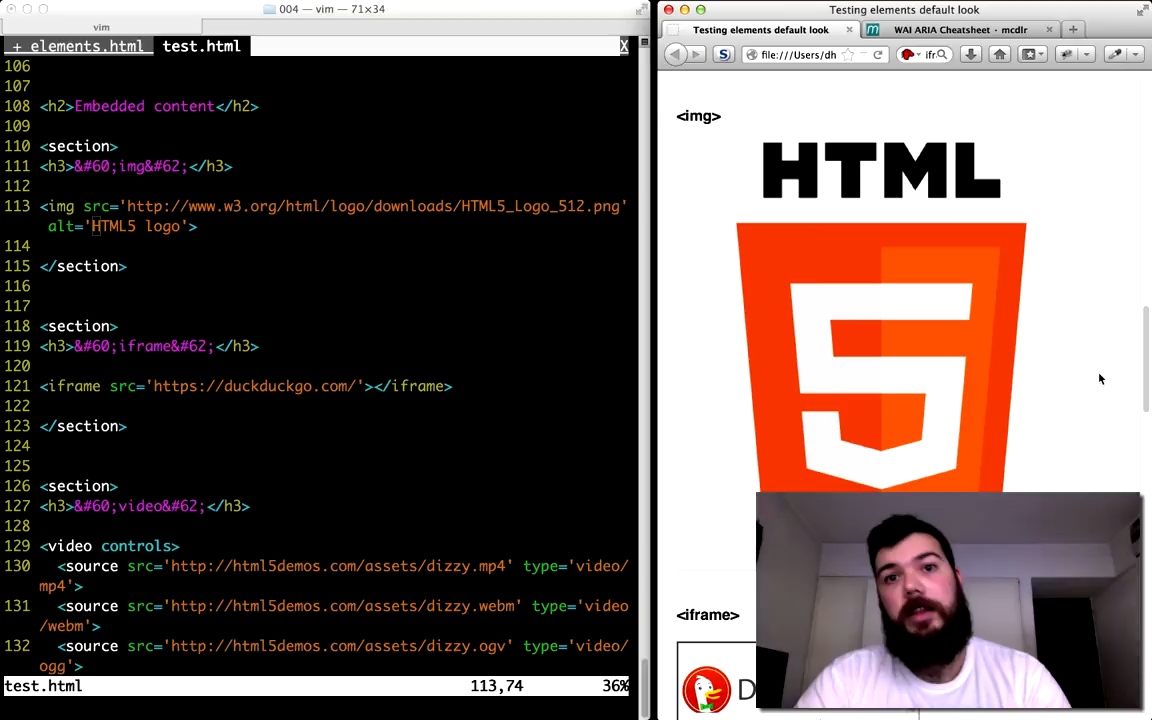 004 — vim — 71×34
vim
+ elements.html test.html X
106
107
108 <h2>Embedded content</h2>
109
110 <section>
111 <h3>&#60;img&#62;</h3>
112
113 <img src='http://www.w3.org/html/logo/downloads/HTML5_Logo_512.png'
alt='HTML5 logo'>
114
115 </section>
116
117
118 <section>
119 <h3>&#60;iframe&#62;</h3>
120
121 <iframe src='https://duckduckgo.com/'></iframe>
122
123 </section>
124
125
126 <section>
127 <h3>&#60;video&#62;</h3>
128
129 <video controls>
130 <source src='http://html5demos.com/assets/dizzy.mp4' type='video/
mp4'>
131 <source src='http://html5demos.com/assets/dizzy.webm' type='video
/webm'>
132 <source src='http://html5demos.com/assets/dizzy.ogv' type='video/
ogg'>
test.html 113,74 36%
Testing elements default look
Testing elements default look × WAI ARIA Cheatsheet · mcdlr × +
file:///Users/dh ifr
<img>
HTML
5
<iframe>
D